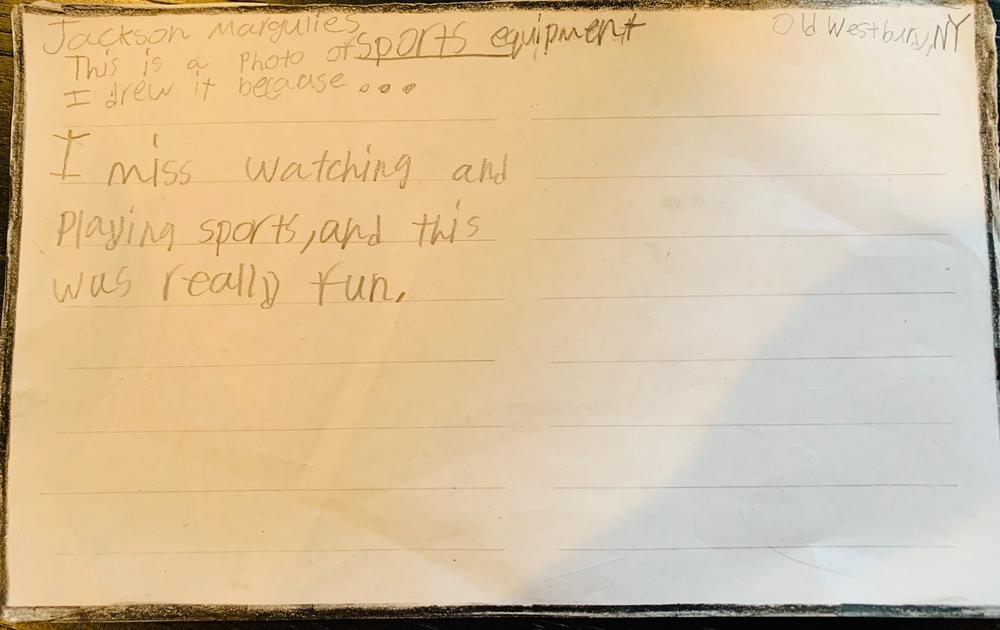 Jackson Margulies
Old Westbury, NY
This is a Photo of sports equipment
I drew it because...
I miss watching and
Playing sports, and this
was really fun.